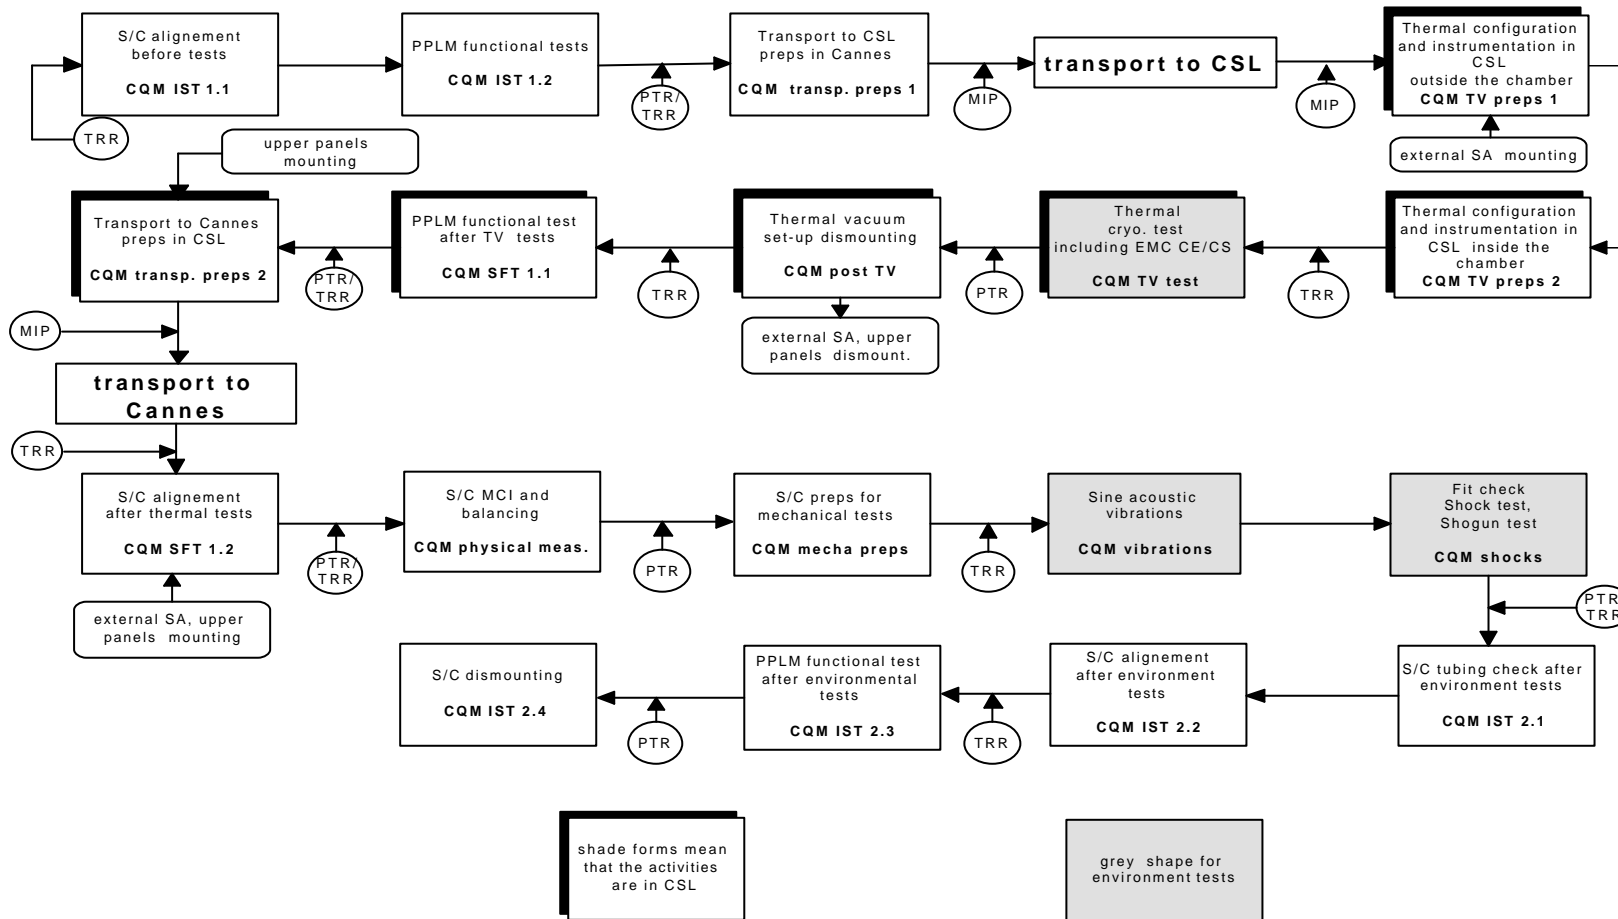 S/C alignement
before tests
CQM IST 1.1
PPLM functional tests
CQM IST 1.2
Transport to CSL
preps in Cannes
CQM transp. preps 1
transport to CSL
Thermal configuration
and instrumentation in
CSL
outside the chamber
CQM TV preps 1
TRR
PTR/
TRR
MIP
MIP
upper panels
mounting
external SA mounting
Transport to Cannes
preps in CSL
CQM transp. preps 2
PPLM functional test
after TV tests
CQM SFT 1.1
Thermal vacuum
set-up dismounting
CQM post TV
Thermal
cryo. test
including EMC CE/CS
CQM TV test
Thermal configuration
and instrumentation in
CSL inside the
chamber
CQM TV preps 2
PTR/
TRR
TRR
PTR
TRR
MIP
external SA, upper
panels dismount.
transport to
Cannes
TRR
S/C alignement
after thermal tests
CQM SFT 1.2
S/C MCI and
balancing
CQM physical meas.
S/C preps for
mechanical tests
CQM mecha preps
Sine acoustic
vibrations
CQM vibrations
Fit check
Shock test,
Shogun test
CQM shocks
PTR/
TRR
PTR
TRR
PTR/
TRR
external SA, upper
panels mounting
S/C dismounting
CQM IST 2.4
PPLM functional test
after environmental
tests
CQM IST 2.3
S/C alignement
after environment
tests
CQM IST 2.2
S/C tubing check after
environment tests
CQM IST 2.1
PTR
TRR
shade forms mean
that the activities
are in CSL
grey shape for
environment tests